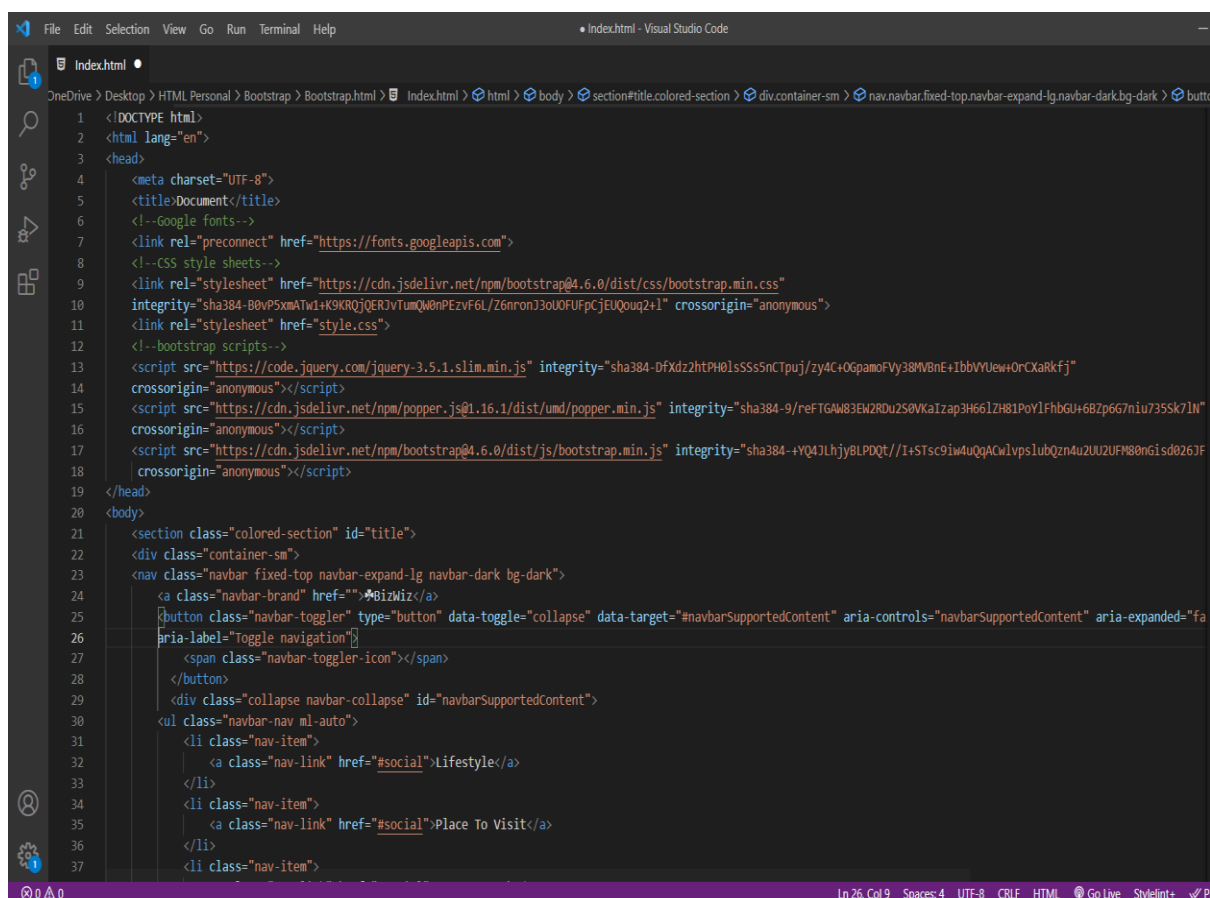 File Edit Selection View Go Run Terminal Help
● Index.html - Visual Studio Code
Index.html ●
OneDrive > Desktop > HTML Personal > Bootstrap > Bootstrap.html > Index.html > html > body > section#title.colored-section > div.container-sm > nav.navbar.fixed-top.navbar-expand-lg.navbar-dark.bg-dark >
1 <!DOCTYPE html>
2 <html lang="en">
3 <head>
4 <meta charset="UTF-8">
5 <title>Document</title>
6 <!--Google fonts-->
7 <link rel="preconnect" href="https://fonts.googleapis.com">
8 <!--CSS style sheets-->
9 <link rel="stylesheet" href="https://cdn.jsdelivr.net/npm/bootstrap@4.6.0/dist/css/bootstrap.min.css"
10 integrity="sha384-B0vP5xmATw1+K9KRQjQERJvTumQW0nPEzvF6L/Z6nronJ3oUOFUFpCjEUQouq2+l" crossorigin="anonymous">
11 <link rel="stylesheet" href="style.css">
12 <!--bootstrap scripts-->
13 <script src="https://code.jquery.com/jquery-3.5.1.slim.min.js" integrity="sha384-DfXdz2htPH0lsSSs5nCTpuj/zy4C+OGpamoFVy38MVBnE+IbbVYUew+OrCXaRkfj"
14 crossorigin="anonymous"></script>
15 <script src="https://cdn.jsdelivr.net/npm/popper.js@1.16.1/dist/umd/popper.min.js" integrity="sha384-9/reFTGAW83EW2RDu2S0VKaIzap3H66lZH81PoYlFhbGU+6BZp6G7niu735Sk7lN"
16 crossorigin="anonymous"></script>
17 <script src="https://cdn.jsdelivr.net/npm/bootstrap@4.6.0/dist/js/bootstrap.min.js" integrity="sha384-+YQ4JLhjyBLPDQt//I+STsc9iw4uQqACwlvpslubQzn4u2UU2UFM80nGisd026JF
18 crossorigin="anonymous"></script>
19 </head>
20 <body>
21 <section class="colored-section" id="title">
22 <div class="container-sm">
23 <nav class="navbar fixed-top navbar-expand-lg navbar-dark bg-dark">
24 <a class="navbar-brand" href="">☘BizWiz</a>
25 <button class="navbar-toggler" type="button" data-toggle="collapse" data-target="#navbarSupportedContent" aria-controls="navbarSupportedContent" aria-expanded="fa
26 aria-label="Toggle navigation">
27 <span class="navbar-toggler-icon"></span>
28 </button>
29 <div class="collapse navbar-collapse" id="navbarSupportedContent">
30 <ul class="navbar-nav ml-auto">
31 <li class="nav-item">
32 <a class="nav-link" href="#social">Lifestyle</a>
33 </li>
34 <li class="nav-item">
35 <a class="nav-link" href="#social">Place To Visit</a>
36 </li>
37 <li class="nav-item">
0 0 Ln 26, Col 9 Spaces: 4 UTF-8 CRLF HTML Go Live Stylelint+